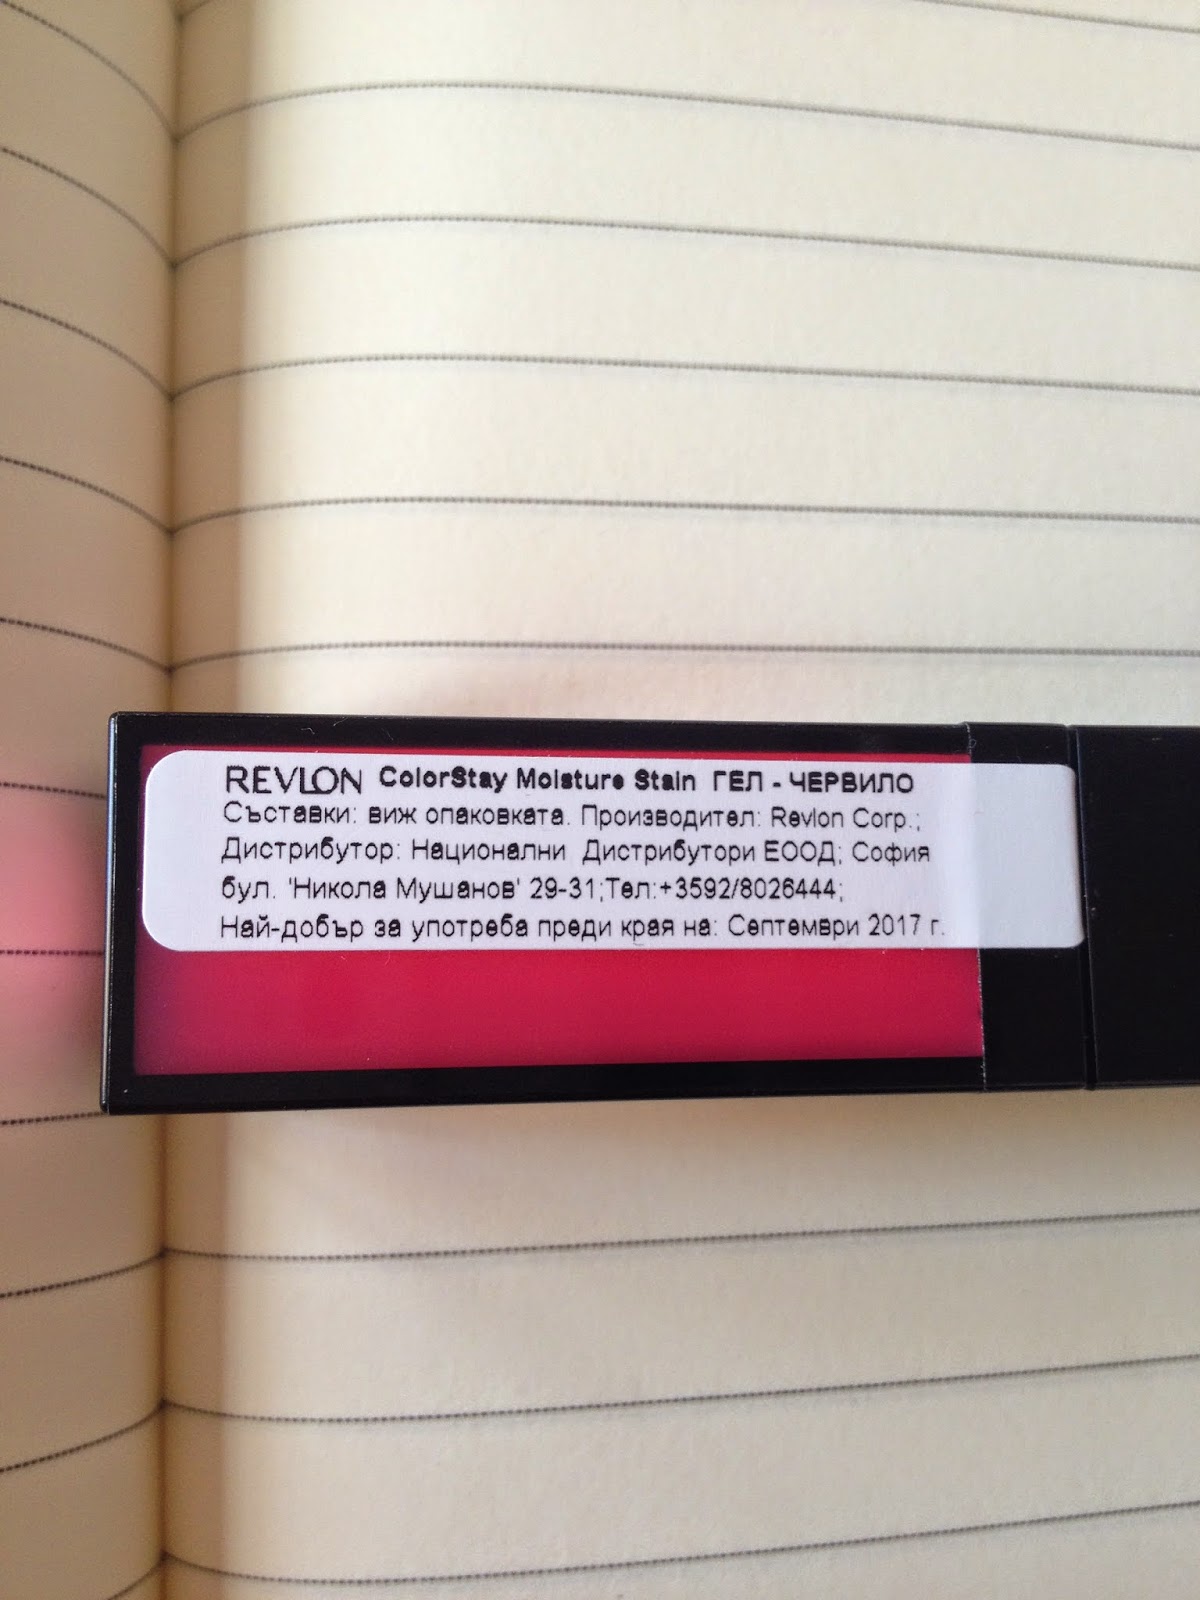 REVLON ColorStay Moisture Stain ГЕЛ - ЧЕРВИЛО
Съставки: виж опаковката. Производител: Revlon Corp.;
Дистрибутор: Национални Дистрибутори ЕООД; София
бул. 'Никола Мушанов' 29-31;Тел:+3592/8026444;
Най-добър за употреба преди края на: Септември 2017 г.